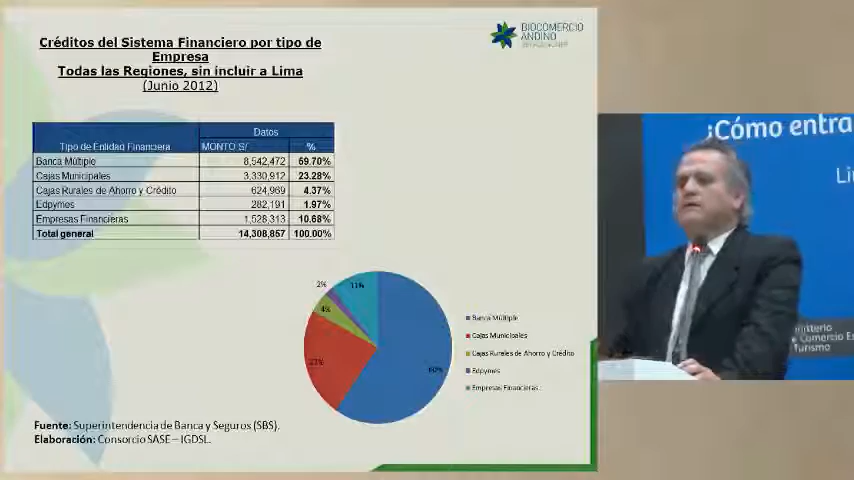 Créditos del Sistema Financiero por tipo de
Empresa
Todas las Regiones, sin incluir a Lima
(Junio 2012)
BIOCOMERCIO
ANDINO
Tipo de Entidad Financiera
Datos
MONTO S/
%
Banca Múltiple 8,542,472 59.70%
Cajas Municipales 3,330,912 23.28%
Cajas Rurales de Ahorro y Crédito 624,969 4.37%
Edpymes 282,191 1.97%
Empresas Financieras 1,528,313 10.68%
Total general 14,308,857 100.00%
2%
11%
4%
23%
60%
Banca Múltiple
Cajas Municipales
Cajas Rurales de Ahorro y Crédito
Edpymes
Empresas Financieras
Fuente: Superintendencia de Banca y Seguros (SBS).
Elaboración: Consorcio SASE – IGDSL.
¡Cómo entra
Li
inisterio
Comercio Ex
Turismo